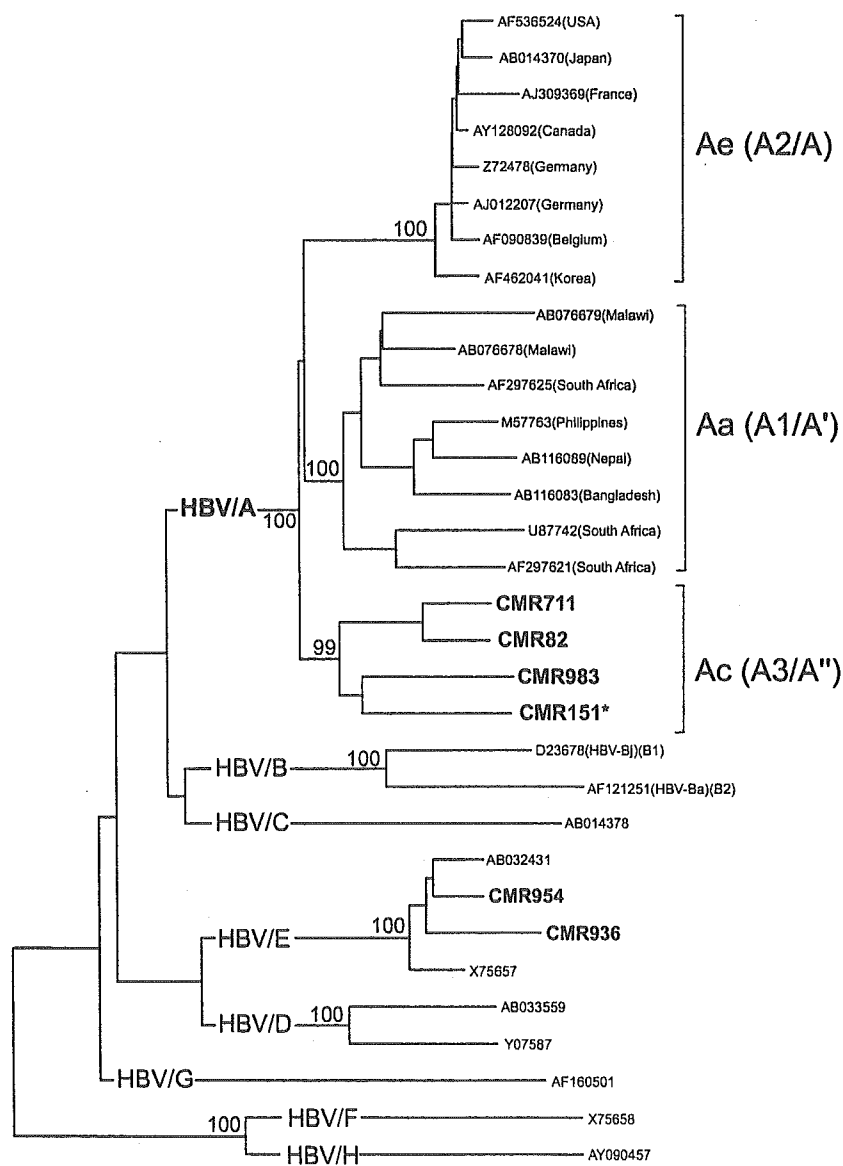 AF536524(USA)
AB014370(Japan)
AJ309369(France)
AY128092(Canada)
Ae (A2/A)
Z72478(Germany)
AJ012207(Germany)
100
AF090839(Belgium)
AF462041(Korea)
AB076679(Malawi)
AB076678(Malawi)
AF297625(South Africa)
M57763(Philippines)
Aa (A1/A')
AB116089(Nepal)
100
AB116083(Bangladesh)
HBV/A
100
U87742(South Africa)
AF297621(South Africa)
CMR711
CMR82
99
CMR983
Ac (A3/A")
CMR151*
D23678(HBV-Bj)(B1)
HBV/B
100
AF121251(HBV-Ba)(B2)
HBV/C
AB014378
AB032431
CMR954
100
CMR936
HBV/E
X75657
AB033559
HBV/D
100
Y07587
HBV/G
AF160501
100
HBV/F
X75658
HBV/H
AY090457